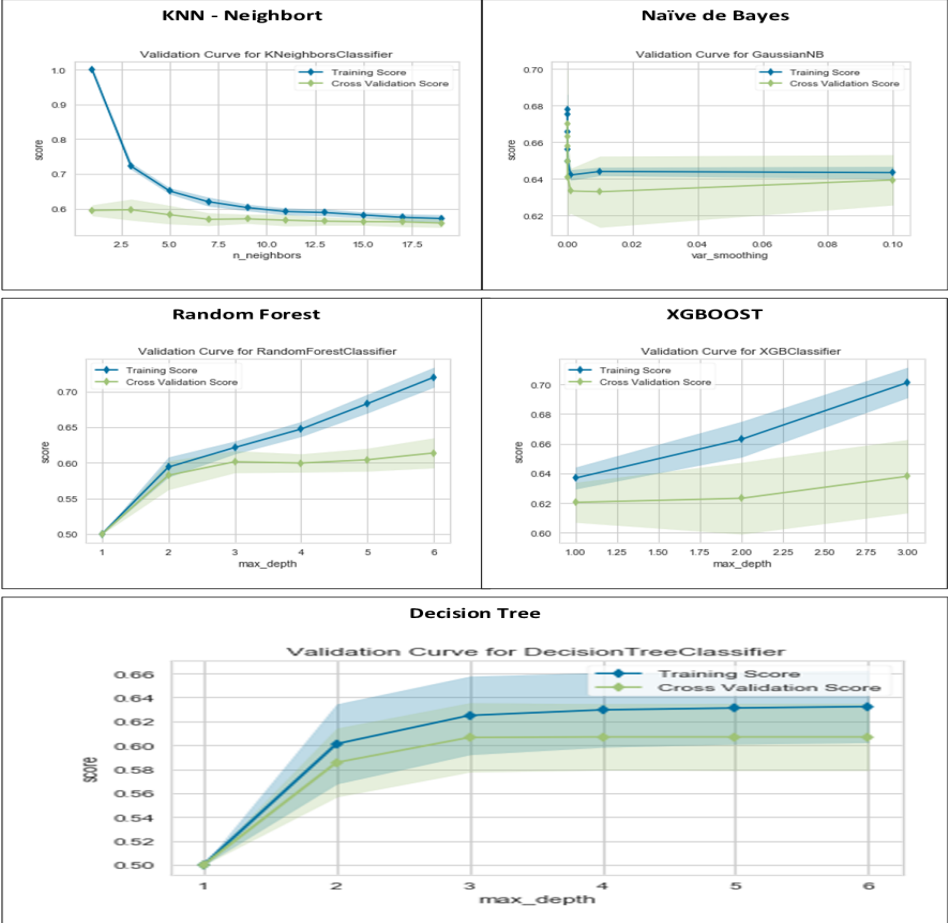 KNN - Neighbort
Validation Curve for KNeighborsClassifier
Training Score
Cross Validation Score
1.0
0.9
0.8
0.7
0.6
score
2.5 5.0 7.5 10.0 12.5 15.0 17.5
n_neighbors
Naïve de Bayes
Validation Curve for GaussianNB
Training Score
Cross Validation Score
0.70
0.68
0.66
0.64
0.62
score
0.00 0.02 0.04 0.06 0.08 0.10
var_smoothing
Random Forest
Validation Curve for RandomForestClassifier
Training Score
Cross Validation Score
0.70
0.65
0.60
0.55
0.50
score
1 2 3 4 5 6
max_depth
XGBOOST
Validation Curve for XGBClassifier
Training Score
Cross Validation Score
0.70
0.68
0.66
0.64
0.62
0.60
score
1.00 1.25 1.50 1.75 2.00 2.25 2.50 2.75 3.00
max_depth
Decision Tree
Validation Curve for DecisionTreeClassifier
Training Score
Cross Validation Score
0.66
0.64
0.62
0.60
0.58
0.56
0.54
0.52
0.50
score
1 2 3 4 5 6
max_depth